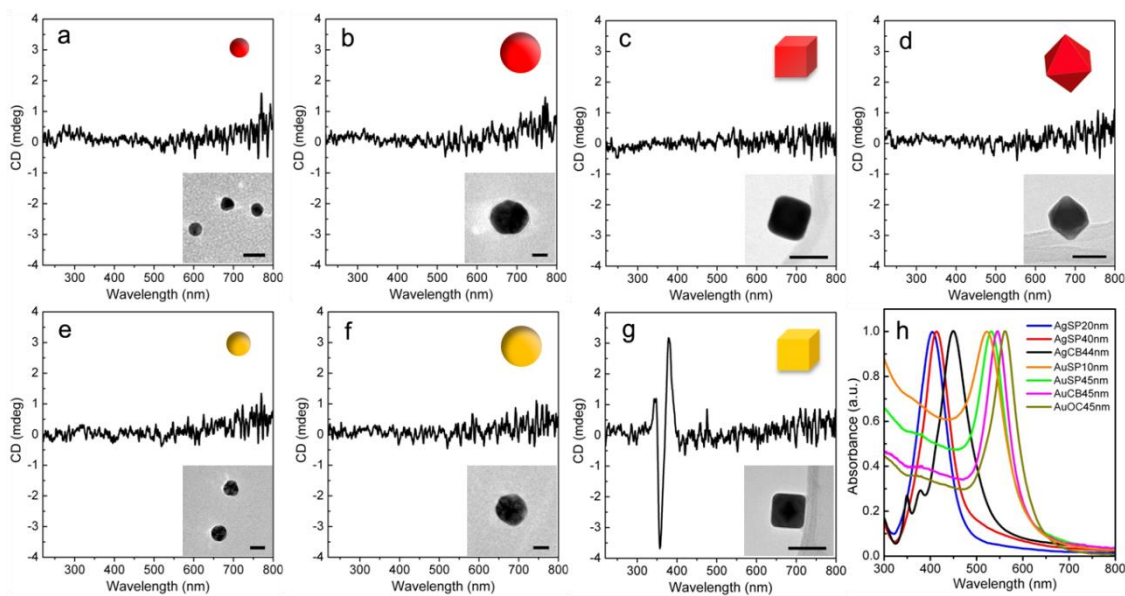 a
CD (mdeg)
4
3
2
1
0
-1
-2
-3
-4
300 400 500 600 700 800
Wavelength (nm)
b
CD (mdeg)
4
3
2
1
0
-1
-2
-3
-4
300 400 500 600 700 800
Wavelength (nm)
c
CD (mdeg)
4
3
2
1
0
-1
-2
-3
-4
300 400 500 600 700 800
Wavelength (nm)
d
CD (mdeg)
4
3
2
1
0
-1
-2
-3
-4
300 400 500 600 700 800
Wavelength (nm)
e
CD (mdeg)
4
3
2
1
0
-1
-2
-3
-4
200 300 400 500 600 700 800
Wavelength (nm)
f
CD (mdeg)
4
3
2
1
0
-1
-2
-3
-4
200 300 400 500 600 700 800
Wavelength (nm)
g
CD (mdeg)
4
3
2
1
0
-1
-2
-3
-4
200 300 400 500 600 700 800
Wavelength (nm)
h
AgSP20nm
AgSP40nm
AgCB44nm
AuSP10nm
AuSP45nm
AuCB45nm
AuOC45nm
Absorbance (a.u.)
1.0
0.8
0.6
0.4
0.2
0.0
300 400 500 600 700 800
Wavelength (nm)